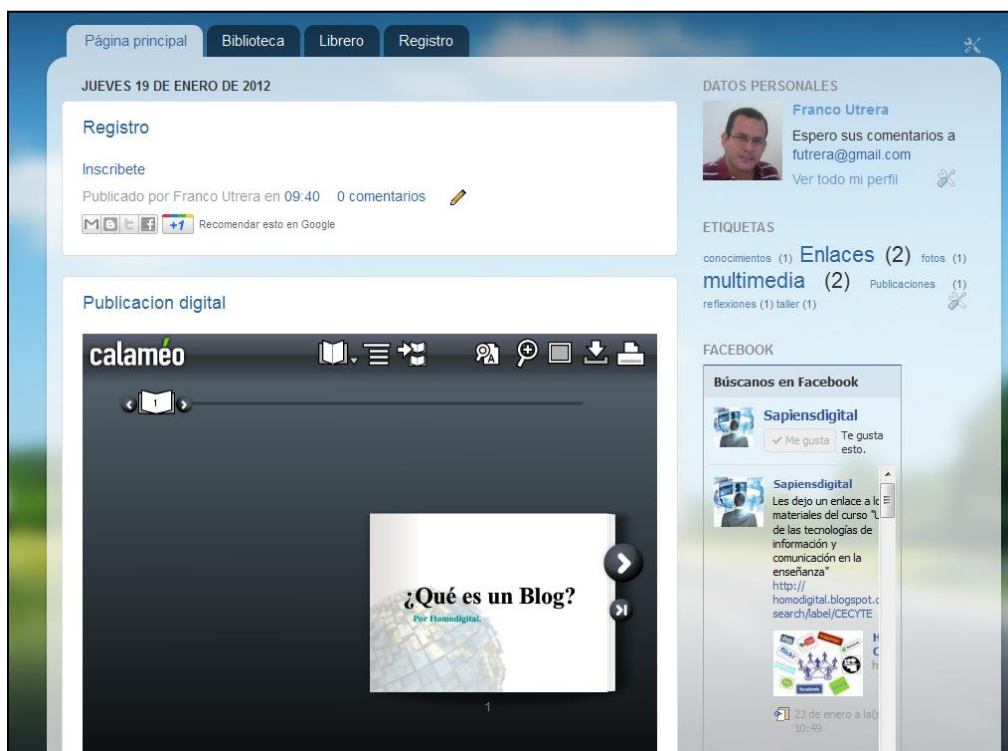 Página principal
Biblioteca
Librero
Registro
JUEVES 19 DE ENERO DE 2012
Registro
Inscribete
Publicado por Franco Utrera en 09:40 0 comentarios
+1 Recomendar esto en Google
Publicacion digital
calaméo
1
¿Qué es un Blog?
Por Homodigital.
1
DATOS PERSONALES
Franco Utrera
Espero sus comentarios a
futrera@gmail.com
Ver todo mi perfil
ETIQUETAS
conocimientos (1) Enlaces (2) fotos (1)
multimedia (2) Publicaciones (1)
reflexiones (1) taller (1)
FACEBOOK
Búscanos en Facebook
Sapiensdigital
Me gusta
Te gusta
esto.
Sapiensdigital
Les dejo un enlace a
materiales del curso
de las tecnologías de
información y
comunicación en la
enseñanza"
http://
homodigital.blogspot.
search/label/CECYTE
flickr
facebook
23 de enero a la(s
10:49